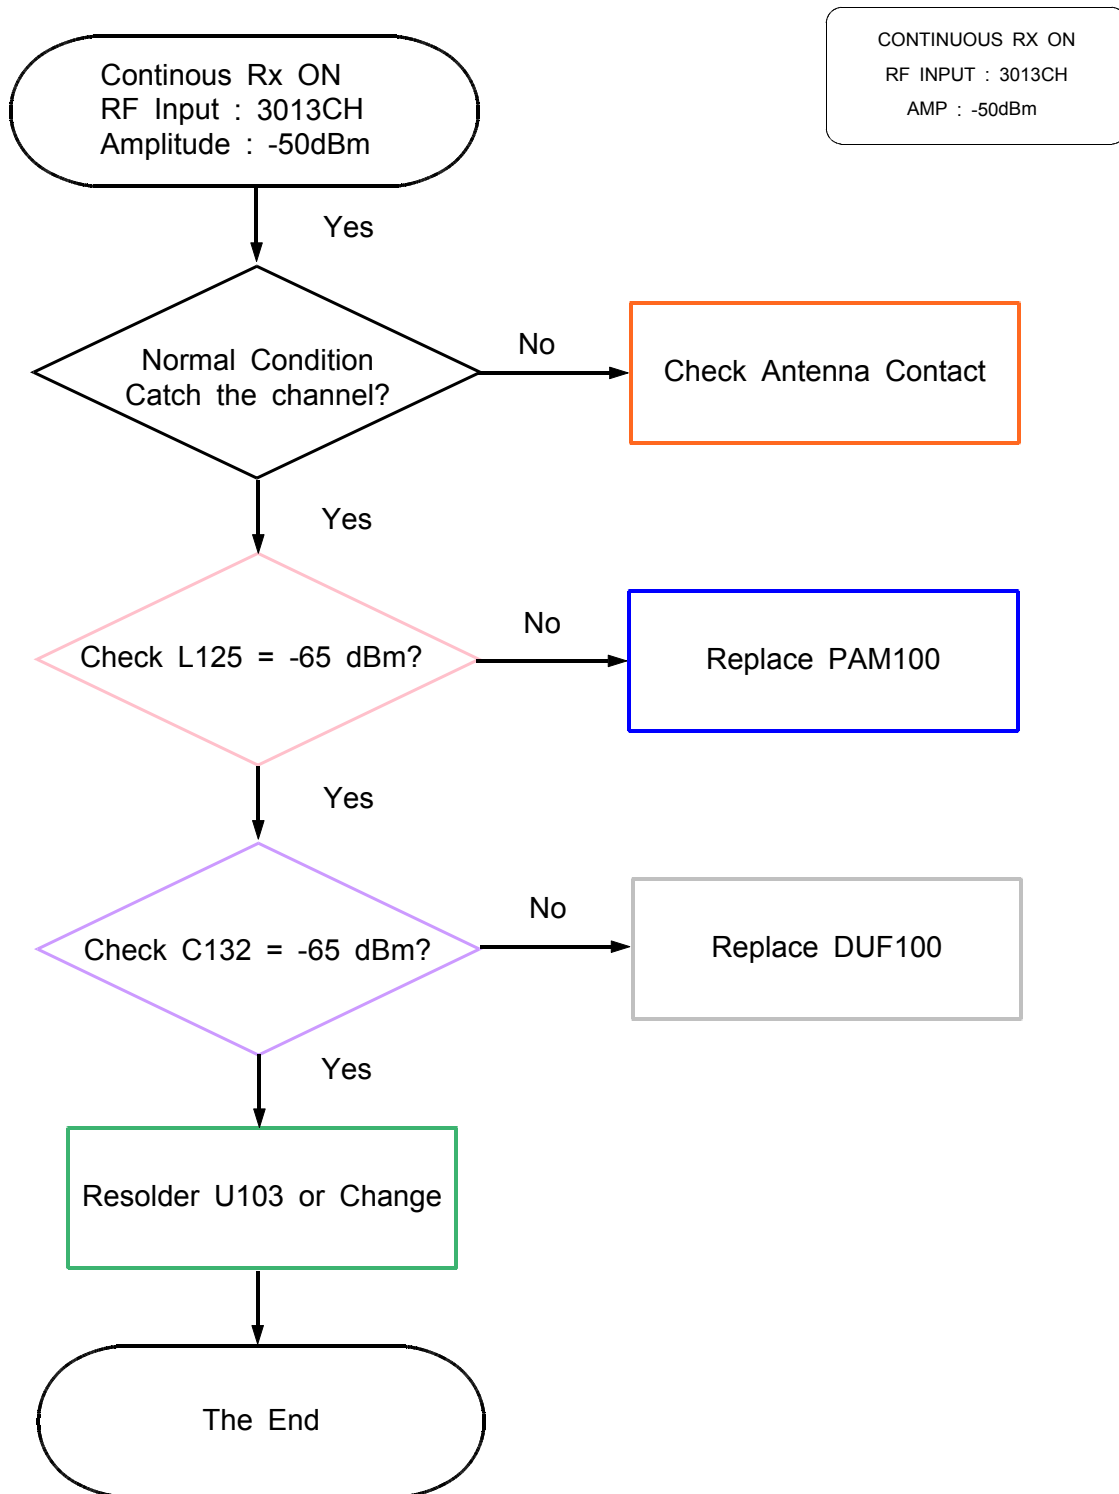 Continous Rx ON
RF Input : 3013CH
Amplitude : -50dBm
CONTINUOUS RX ON
RF INPUT : 3013CH
AMP : -50dBm
Yes
Normal Condition
Catch the channel?
No
Check Antenna Contact
Yes
Check L125 = -65 dBm?
No
Replace PAM100
Yes
Check C132 = -65 dBm?
No
Replace DUF100
Yes
Resolder U103 or Change
The End